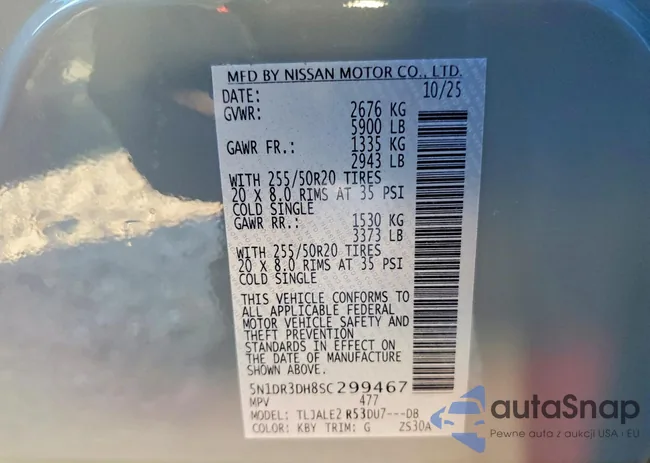 MFD BY NISSAN MOTOR CO., LTD.
DATE: 10/25
GVWR: 2676 KG
5900 LB
GAWR FR.: 1335 KG
2943 LB
WITH 255/50R20 TIRES
20 X 8.0 RIMS AT 35 PSI
COLD SINGLE
GAWR RR.: 1530 KG
3373 LB
WITH 255/50R20 TIRES
20 X 8.0 RIMS AT 35 PSI
COLD SINGLE
THIS VEHICLE CONFORMS TO
ALL APPLICABLE FEDERAL
MOTOR VEHICLE SAFETY AND
THEFT PREVENTION
STANDARDS IN EFFECT ON
THE DATE OF MANUFACTURE
SHOWN ABOVE.
5N1DR3DH8SC299467
MPV 477
MODEL: TLJALE2 R53DU7---DB
COLOR: KBY TRIM: G ZS30A
autaSnap
Pewne auta z aukcji USA i EU